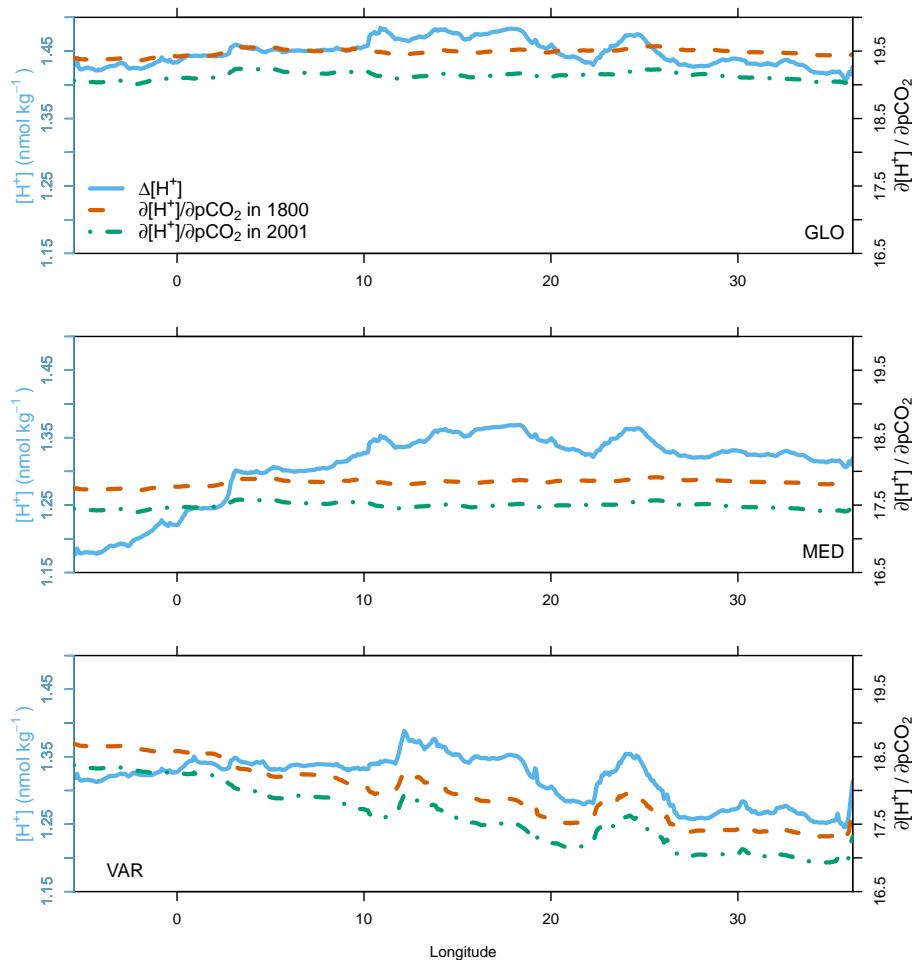 [H⁺] (nmol kg⁻¹ )
1.15 1.25 1.35 1.45
Δ[H⁺]
∂[H⁺]/∂pCO₂ in 1800
∂[H⁺]/∂pCO₂ in 2001
GLO
16.5 17.5 18.5 19.5
∂[H⁺] / ∂pCO₂
0 10 20 30
[H⁺] (nmol kg⁻¹ )
1.15 1.25 1.35 1.45
MED
16.5 17.5 18.5 19.5
∂[H⁺] / ∂pCO₂
0 10 20 30
[H⁺] (nmol kg⁻¹ )
1.15 1.25 1.35 1.45
VAR
16.5 17.5 18.5 19.5
∂[H⁺] / ∂pCO₂
0 10 20 30
Longitude